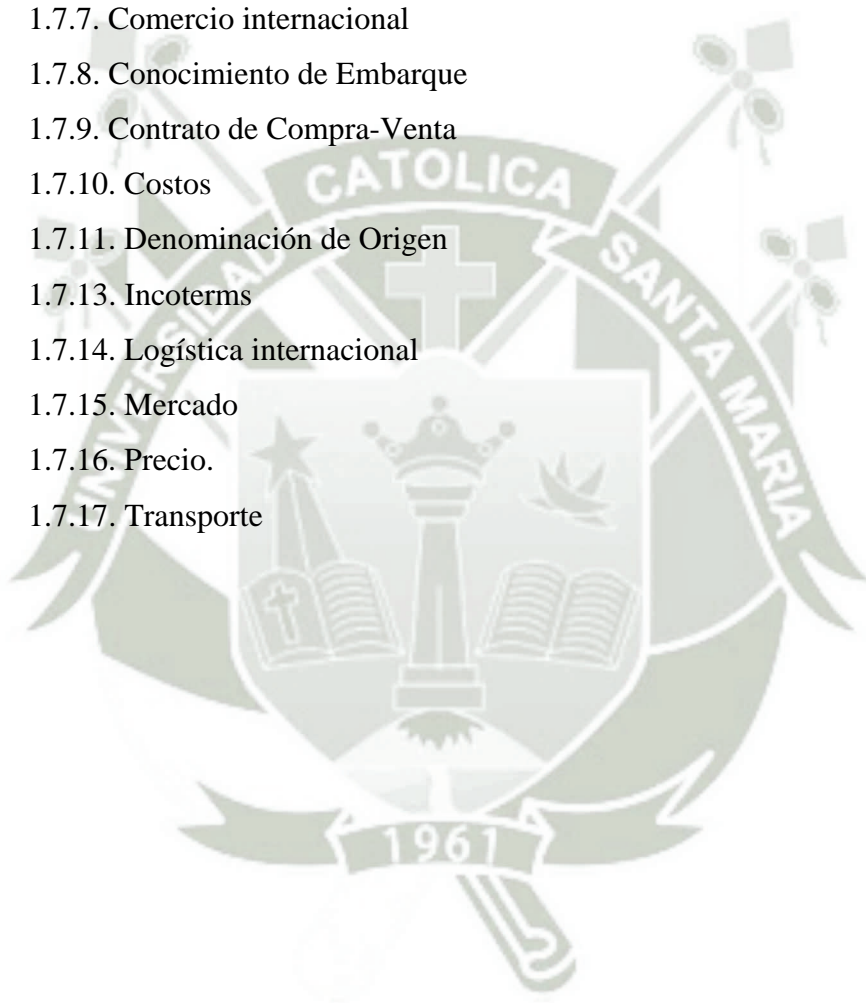 1.7.7. Comercio internacional
1.7.8. Conocimiento de Embarque
1.7.9. Contrato de Compra-Venta
1.7.10. Costos
1.7.11. Denominación de Origen
1.7.13. Incoterms
1.7.14. Logística internacional
1.7.15. Mercado
1.7.16. Precio.
1.7.17. Transporte
UNIVERSIDAD CATOLICA SANTA MARIA
1961